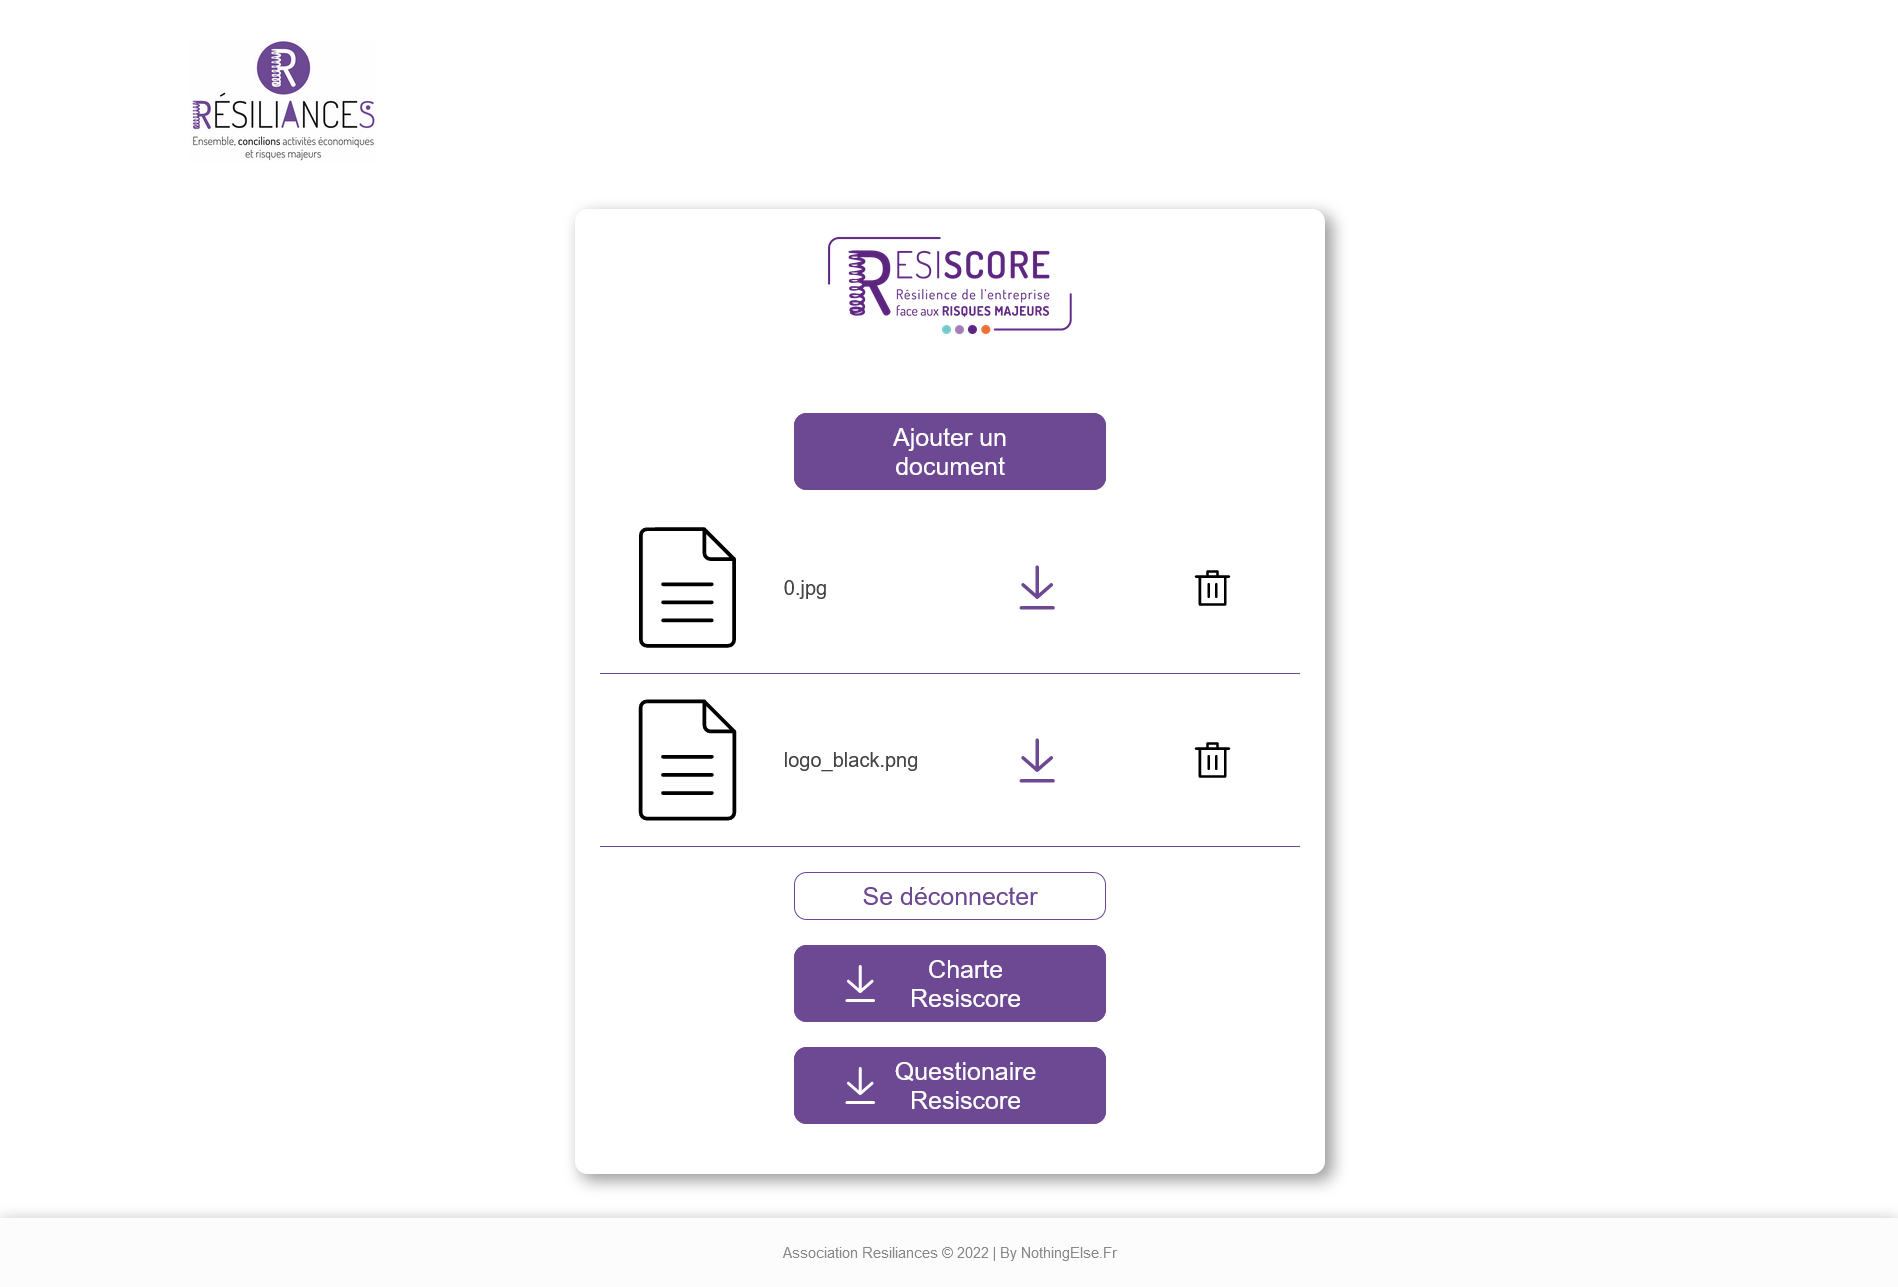 R
RÉSILIANCES
Ensemble, concilions activités économiques
et risques majeurs
RESISCORE
Résilience de l'entreprise
face aux RISQUES MAJEURS
Ajouter un
document
0.jpg
logo_black.png
Se déconnecter
Charte
Resiscore
Questionaire
Resiscore
Association Resiliances © 2022 | By NothingElse.Fr